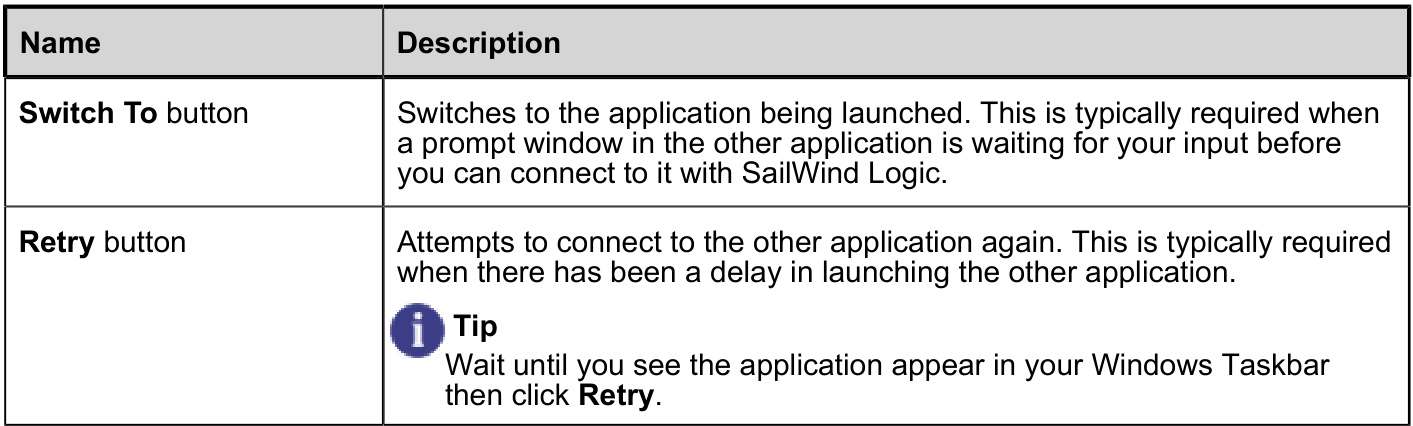 Name
Description
Switch To button
Switches to the application being launched. This is typically required when
a prompt window in the other application is waiting for your input before
you can connect to it with SailWind Logic.
Retry button
Attempts to connect to the other application again. This is typically required
when there has been a delay in launching the other application.
i Tip
Wait until you see the application appear in your Windows Taskbar
then click Retry.